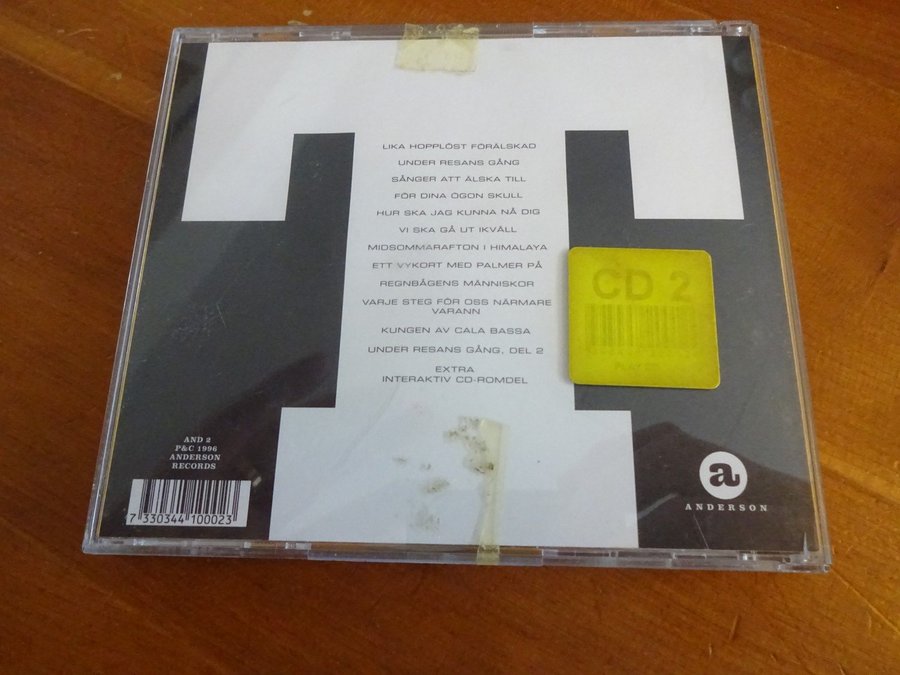 LIKA HOPPLÖST FÖRÄLSKAD
UNDER RESANS GÅNG
SÅNGER ATT ÄLSKA TILL
FÖR DINA ÖGON SKULL
HUR SKA JAG KUNNA NÅ DIG
VI SKA GÅ UT IKVÄLL
MIDSOMMARAFTON I HIMALAYA
ETT VYKORT MED PALMER PÅ
REGNBÅGENS MÄNNISKOR
VARJE STEG FÖR OSS NÄRMARE
VARANN
KUNGEN AV CALA BASSA
UNDER RESANS GÅNG, DEL 2
EXTRA
INTERAKTIV CD-ROMDEL
CD 2
AND 2
P&C 1996
ANDERSON
RECORDS
7 330344 100023
a
ANDERSON